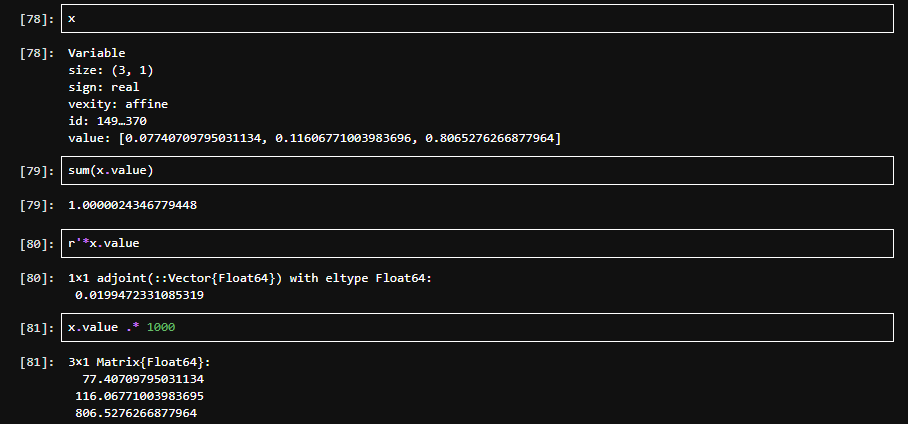 [78]: x
[78]: Variable
size: (3, 1)
sign: real
vexity: affine
id: 149…370
value: [0.07740709795031134, 0.11606771003983696, 0.8065276266877964]
[79]: sum(x.value)
[79]: 1.0000024346779448
[80]: r'*x.value
[80]: 1×1 adjoint(::Vector{Float64}) with eltype Float64:
0.0199472331085319
[81]: x.value .* 1000
[81]: 3×1 Matrix{Float64}:
77.40709795031134
116.06771003983695
806.5276266877964